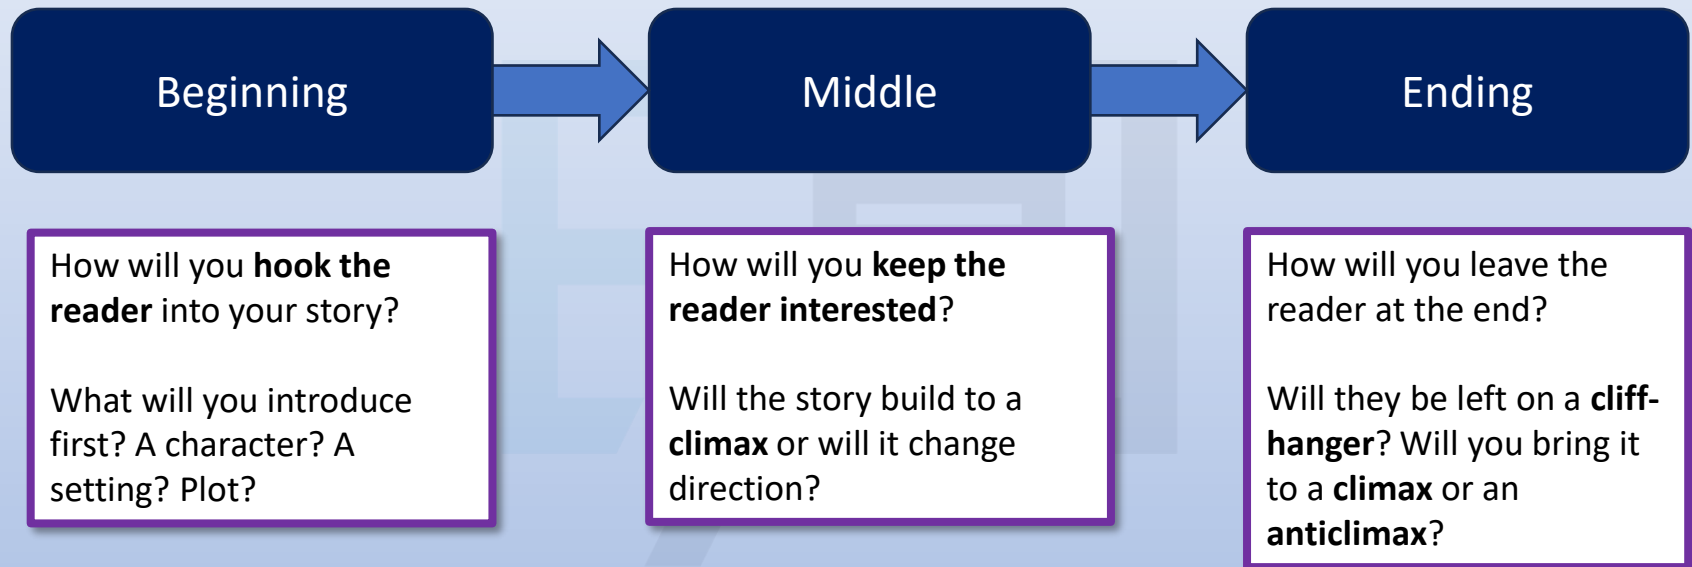 Beginning
Middle
Ending
How will you hook the
reader into your story?
What will you introduce
first? A character? A
setting? Plot?
How will you keep the
reader interested?
Will the story build to a
climax or will it change
direction?
How will you leave the
reader at the end?
Will they be left on a cliff-
hanger? Will you bring it
to a climax or an
anticlimax?